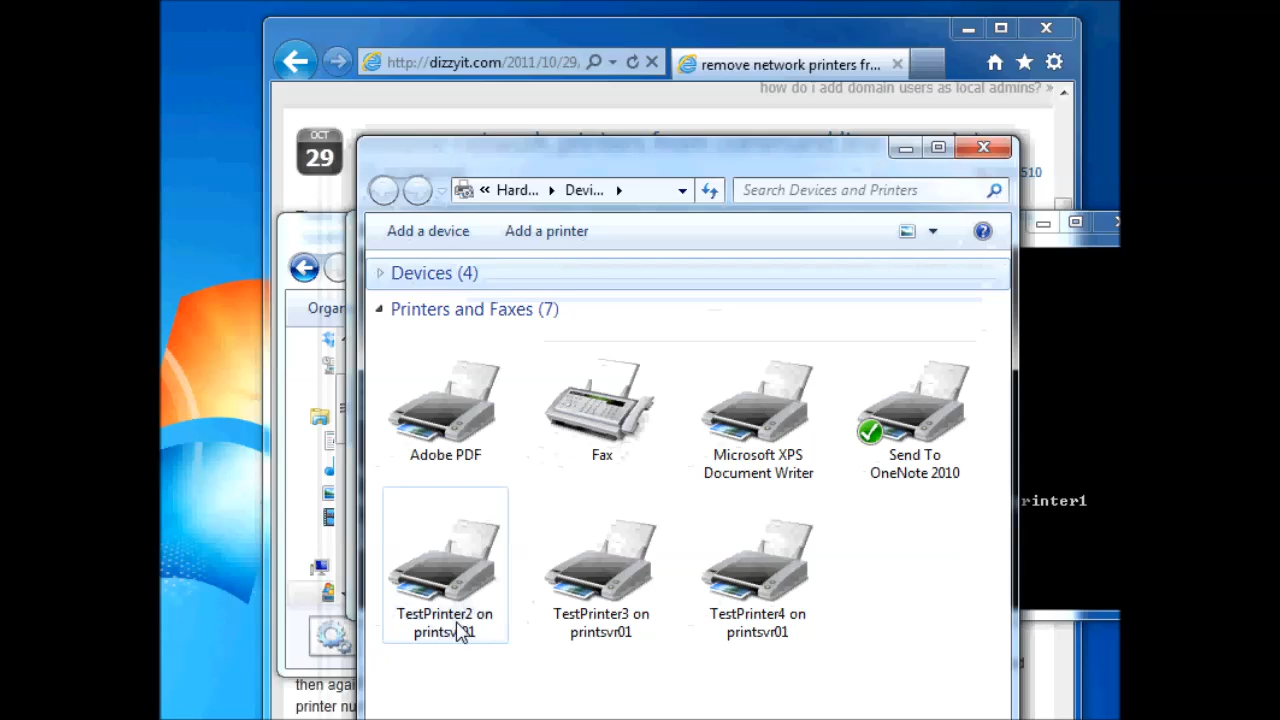 http://dizzyit.com/2011/10/29,
remove network printers fr...
how do i add domain users as local admins? »
OCT
29
510
Hard... Devi...
Search Devices and Printers
Add a device Add a printer
Devices (4)
Organ
Printers and Faxes (7)
Adobe PDF
Fax
Microsoft XPS
Document Writer
Send To
OneNote 2010
rinter1
TestPrinter2 on
printsvr01
TestPrinter3 on
printsvr01
TestPrinter4 on
printsvr01
then agai
printer nu